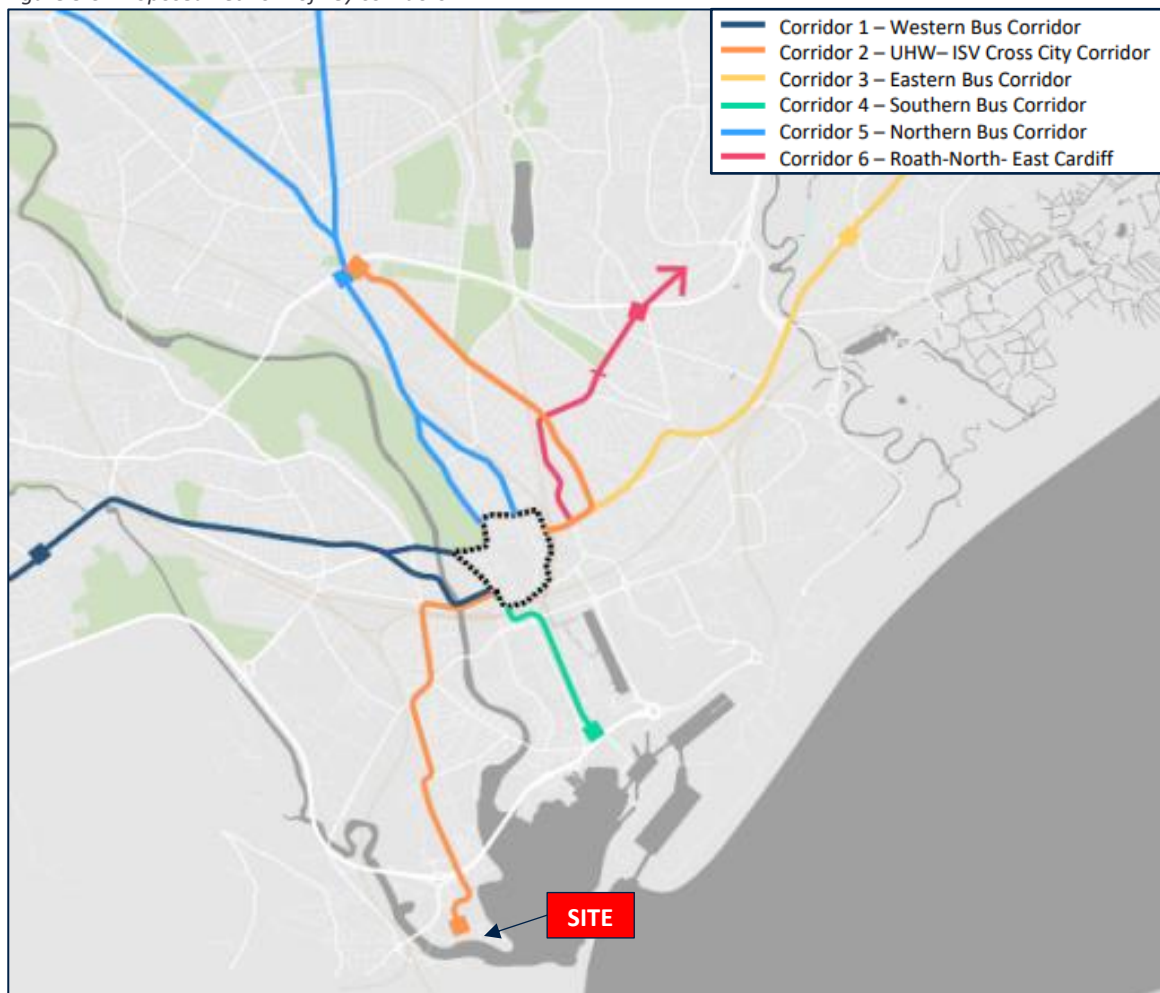 Corridor 1 – Western Bus Corridor
Corridor 2 – UHW– ISV Cross City Corridor
Corridor 3 – Eastern Bus Corridor
Corridor 4 – Southern Bus Corridor
Corridor 5 – Northern Bus Corridor
Corridor 6 – Roath-North- East Cardiff
SITE